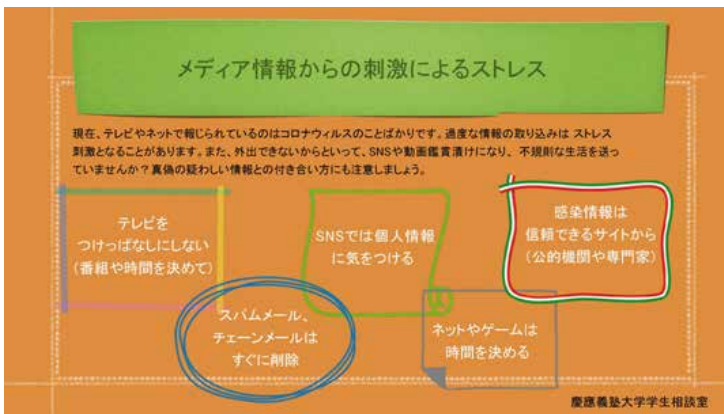 メディア情報からの刺激によるストレス
現在、テレビやネットで報じられているのはコロナウィルスのことばかりです。過度な情報の取り込みは ストレス
刺激となることがあります。また、外出できないからといって、SNSや動画鑑賞漬けになり、 不規則な生活を送っ
ていませんか？真偽の疑わしい情報との付き合い方にも注意しましょう。
テレビを
つけっぱなしにしない
（番組や時間を決めて）
SNSでは個人情報
に気をつける
感染情報は
信頼できるサイトから
（公的機関や専門家）
スパムメール、
チェーンメールは
すぐに削除
ネットやゲームは
時間を決める
慶應義塾大学学生相談室